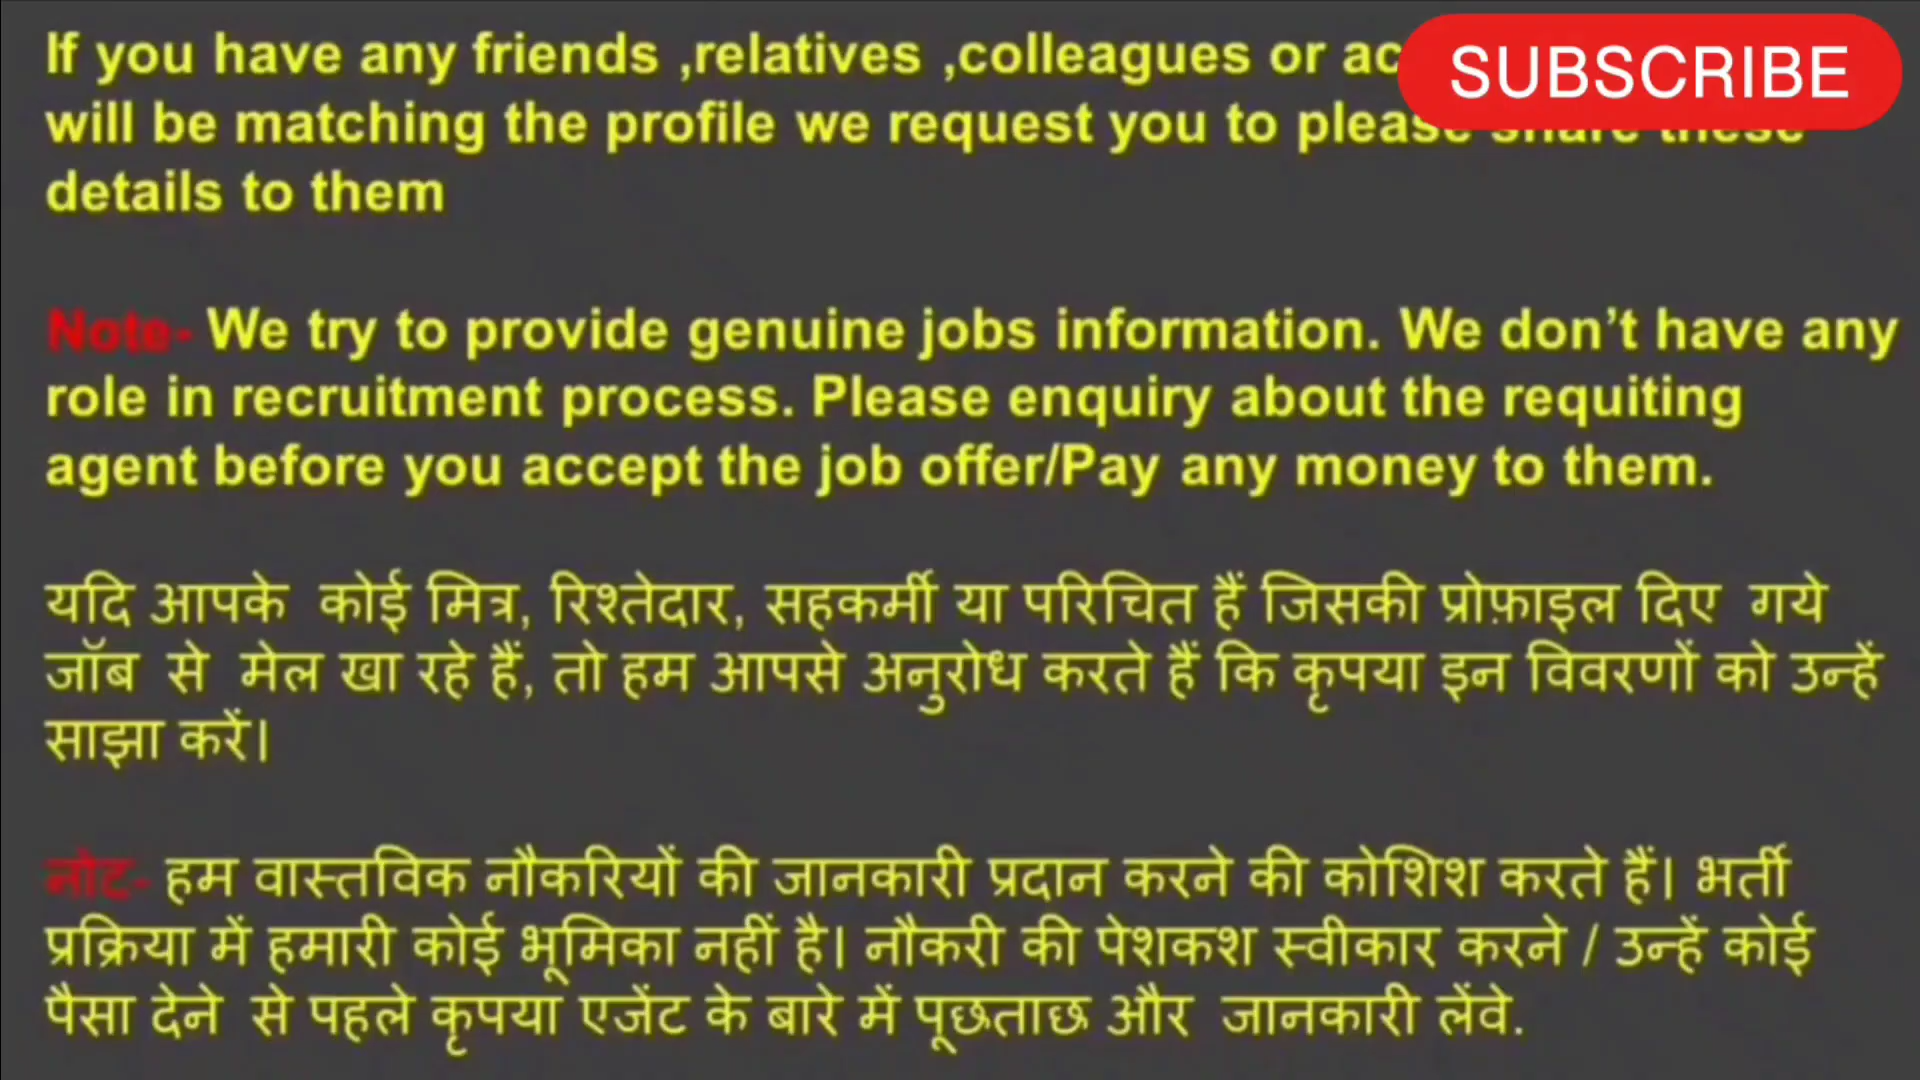 If you have any friends ,relatives ,colleagues or
SUBSCRIBE
will be matching the profile we request you to please share these
details to them
Note- We try to provide genuine jobs information. We don’t have any
role in recruitment process. Please enquiry about the requiting
agent before you accept the job offer/Pay any money to them.
यदि आपके कोई मित्र, रिश्तेदार, सहकर्मी या परिचित हैं जिसकी प्रोफ़ाइल दिए गये
जॉब से मेल खा रहे हैं, तो हम आपसे अनुरोध करते हैं कि कृपया इन विवरणों को उन्हें
साझा करें।
नोट- हम वास्तविक नौकरियों की जानकारी प्रदान करने की कोशिश करते हैं। भर्ती
प्रक्रिया में हमारी कोई भूमिका नहीं है। नौकरी की पेशकश स्वीकार करने / उन्हें कोई
पैसा देने से पहले कृपया एजेंट के बारे में पूछताछ और जानकारी लेंवे.